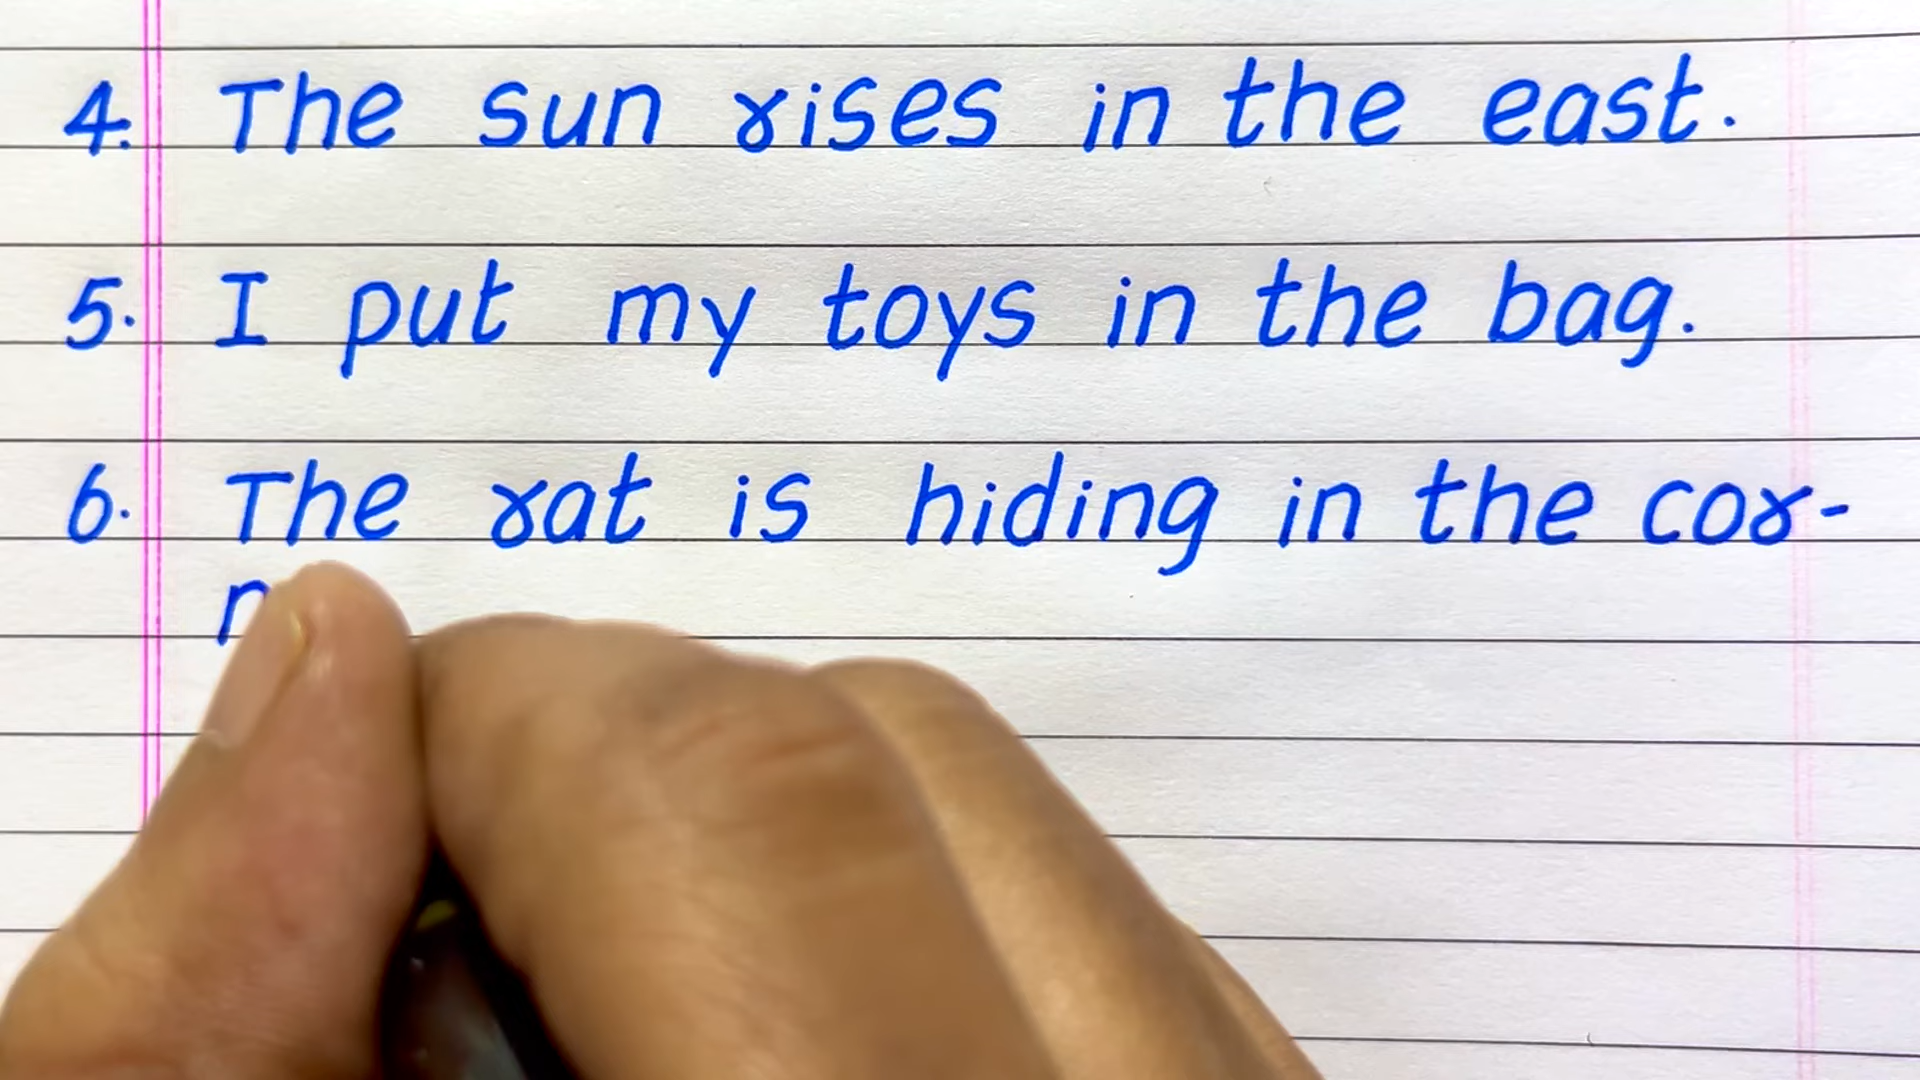 4. The sun rises in the east.
5. I put my toys in the bag.
6. The rat is hiding in the cor-
n